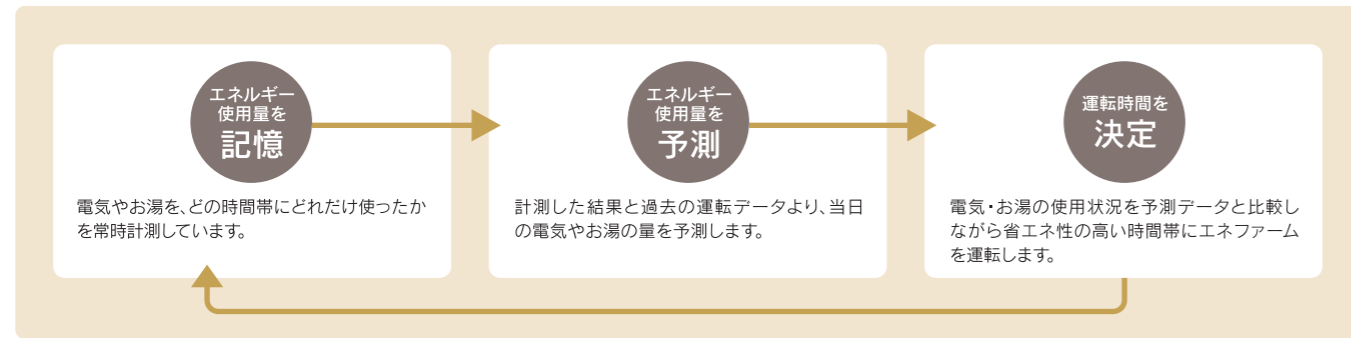 エネルギー
使用量を
記憶
電気やお湯を、どの時間帯にどれだけ使ったか
を常時計測しています。
エネルギー
使用量を
予測
計測した結果と過去の運転データより、当日
の電気やお湯の量を予測します。
運転時間を
決定
電気・お湯の使用状況を予測データと比較し
ながら省エネ性の高い時間帯にエネファーム
を運転します。